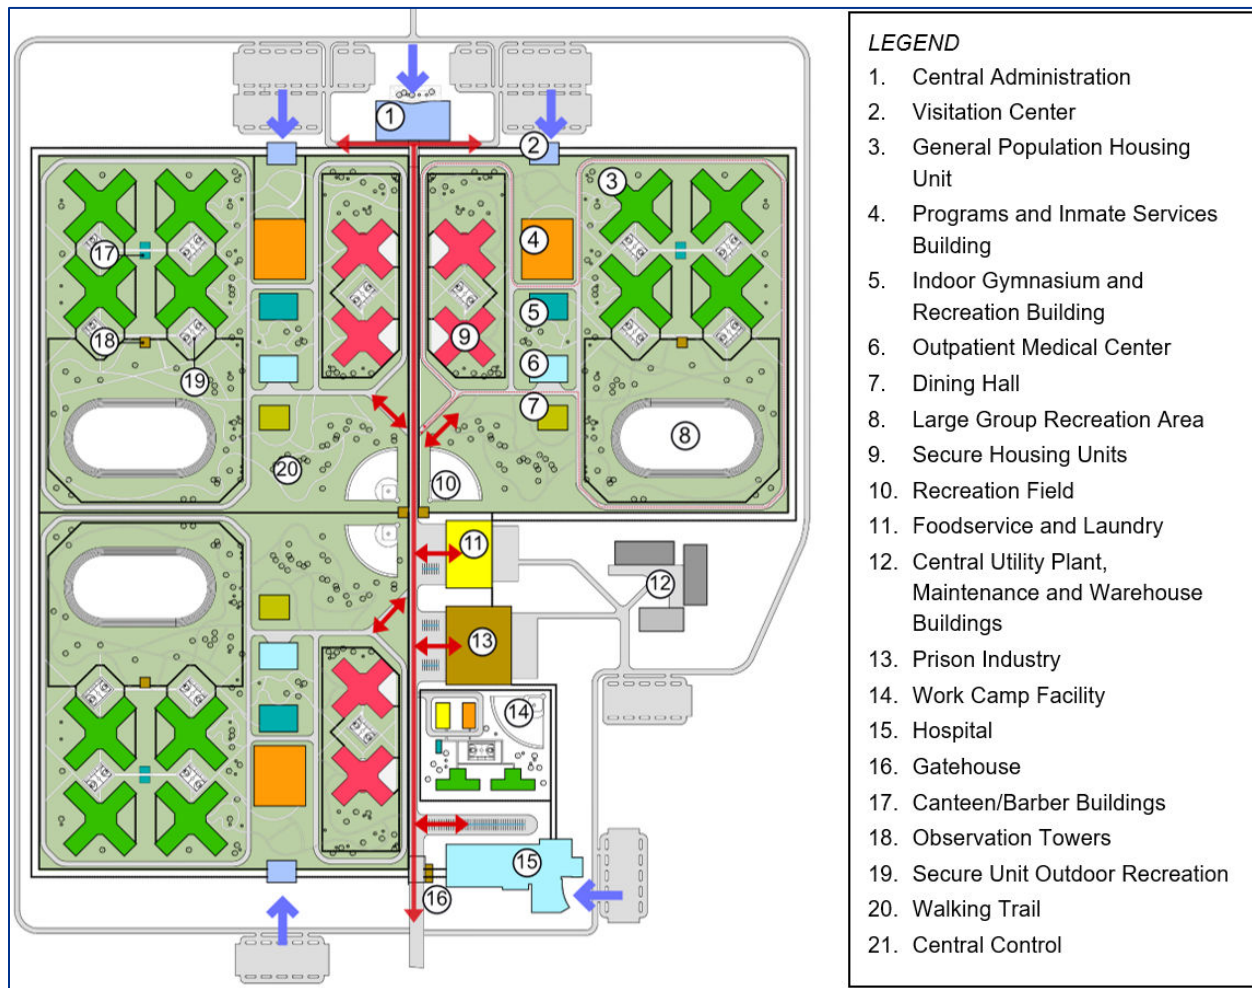 1
2
3
4
17
5
9
18
6
19
7
8
20
10
11
12
13
14
15
16
LEGEND
1. Central Administration
2. Visitation Center
3. General Population Housing
Unit
4. Programs and Inmate Services
Building
5. Indoor Gymnasium and
Recreation Building
6. Outpatient Medical Center
7. Dining Hall
8. Large Group Recreation Area
9. Secure Housing Units
10. Recreation Field
11. Foodservice and Laundry
12. Central Utility Plant,
Maintenance and Warehouse
Buildings
13. Prison Industry
14. Work Camp Facility
15. Hospital
16. Gatehouse
17. Canteen/Barber Buildings
18. Observation Towers
19. Secure Unit Outdoor Recreation
20. Walking Trail
21. Central Control